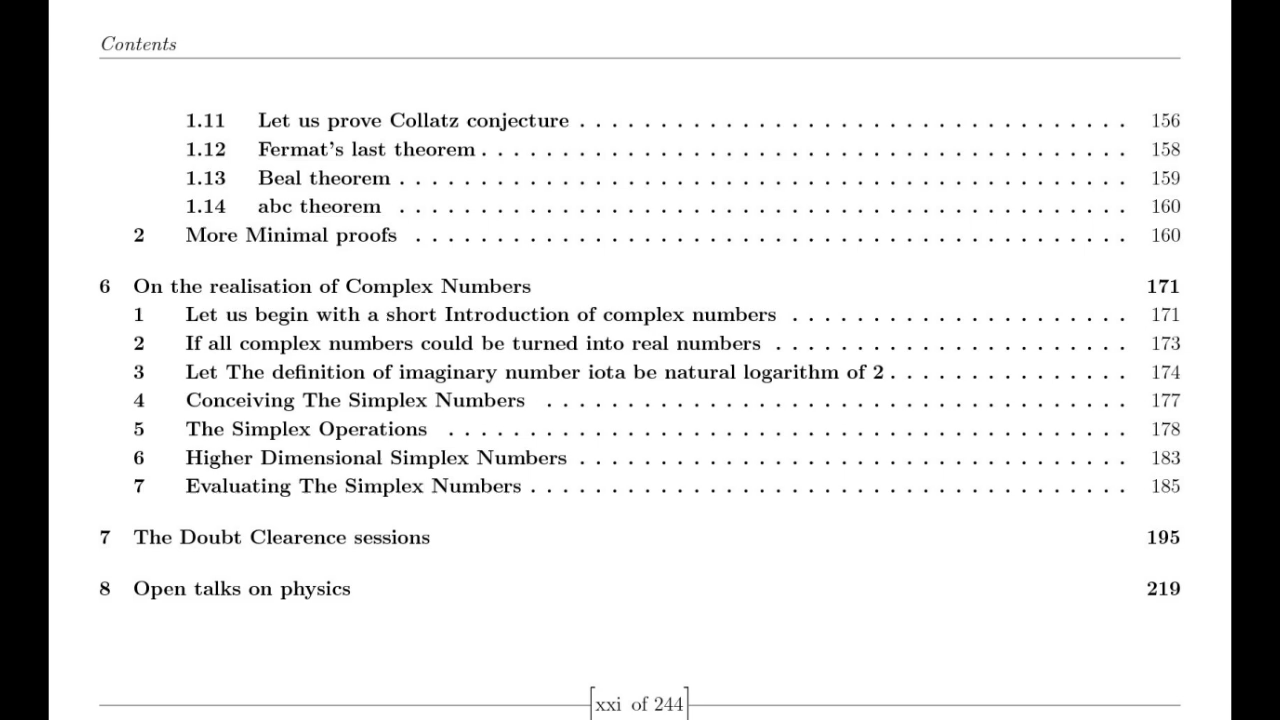 Contents
1.11 Let us prove Collatz conjecture . . . . . . . . . . . . . . . . . . . . . . . . . . . . . . . . . . 156
1.12 Fermat's last theorem . . . . . . . . . . . . . . . . . . . . . . . . . . . . . . . . . . . . . . . . 158
1.13 Beal theorem . . . . . . . . . . . . . . . . . . . . . . . . . . . . . . . . . . . . . . . . . . . . . 159
1.14 abc theorem . . . . . . . . . . . . . . . . . . . . . . . . . . . . . . . . . . . . . . . . . . . . . 160
2 More Minimal proofs . . . . . . . . . . . . . . . . . . . . . . . . . . . . . . . . . . . . . . . . . . . . 160
6 On the realisation of Complex Numbers 171
1 Let us begin with a short Introduction of complex numbers . . . . . . . . . . . . . . . . . . . . . 171
2 If all complex numbers could be turned into real numbers . . . . . . . . . . . . . . . . . . . . . . 173
3 Let The definition of imaginary number iota be natural logarithm of 2 . . . . . . . . . . . . . . . 174
4 Conceiving The Simplex Numbers . . . . . . . . . . . . . . . . . . . . . . . . . . . . . . . . . . . . 177
5 The Simplex Operations . . . . . . . . . . . . . . . . . . . . . . . . . . . . . . . . . . . . . . . . . . 178
6 Higher Dimensional Simplex Numbers . . . . . . . . . . . . . . . . . . . . . . . . . . . . . . . . . . 183
7 Evaluating The Simplex Numbers . . . . . . . . . . . . . . . . . . . . . . . . . . . . . . . . . . . . . 185
7 The Doubt Clearence sessions 195
8 Open talks on physics 219
[xxi of 244]